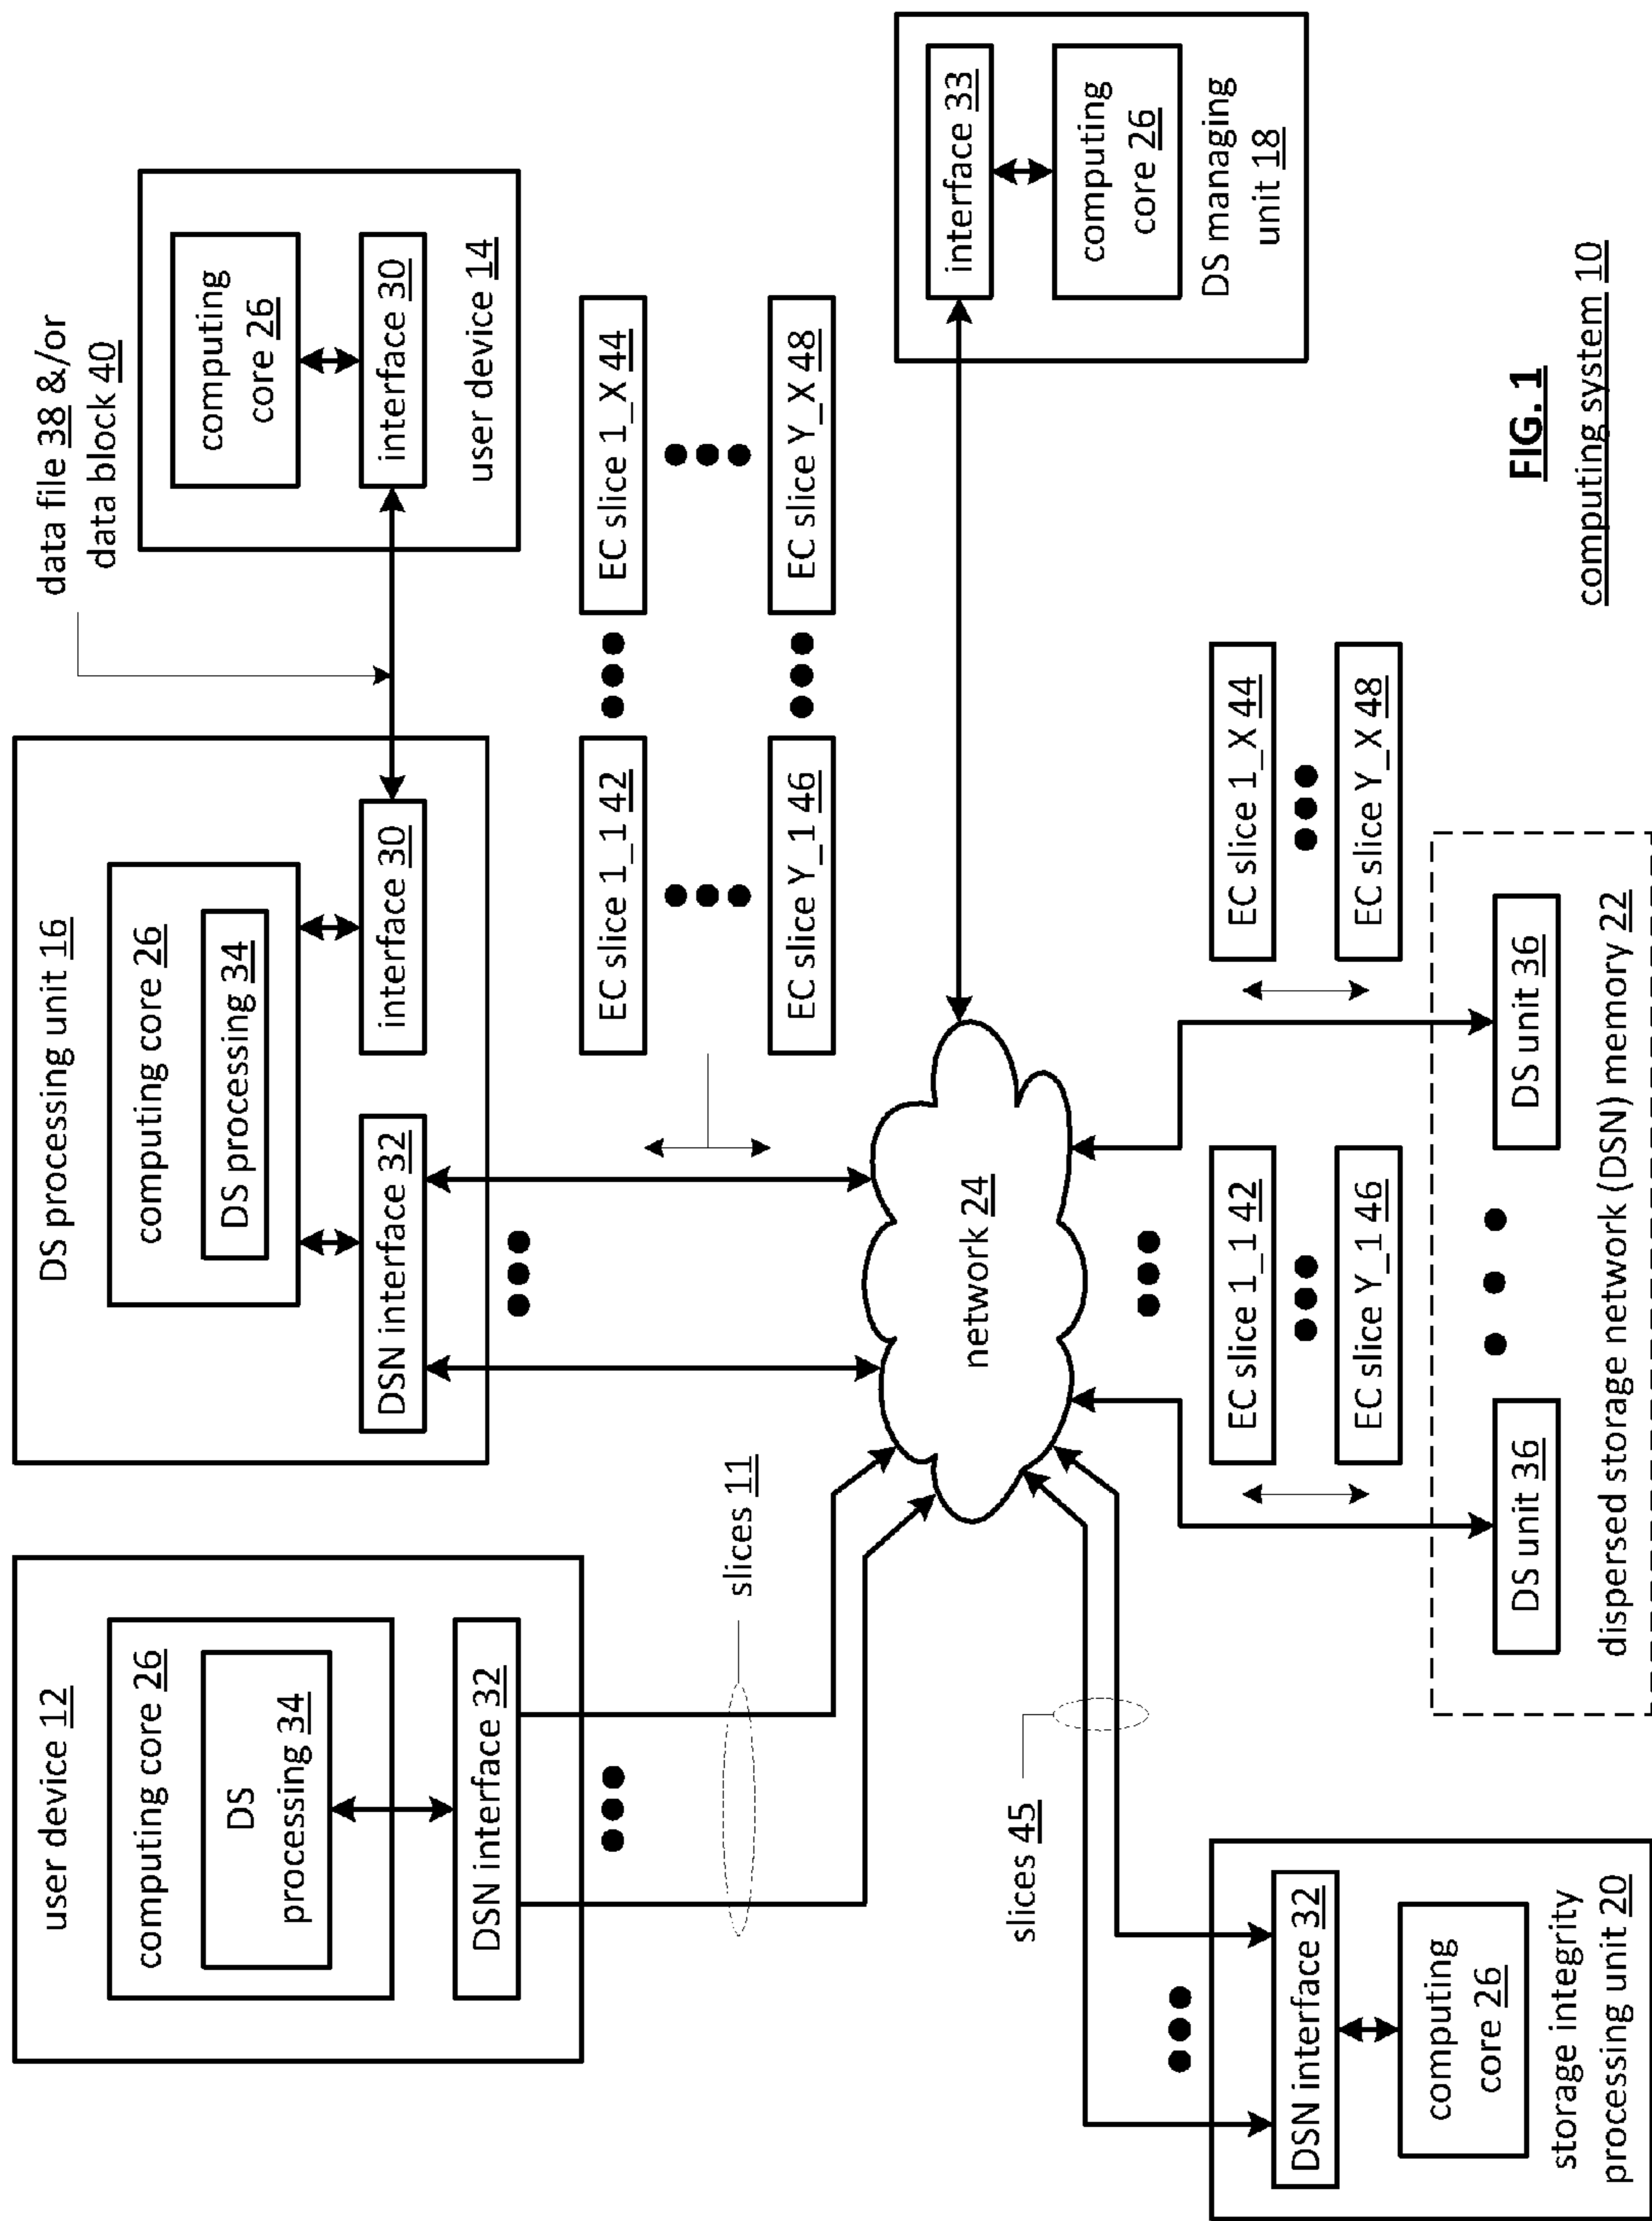 user device 12
computing core 26
DS
processing 34
DSN interface 32
slices 11
DS processing unit 16
computing core 26
DS processing 34
DSN interface 32
interface 30
data file 38 &/or
data block 40
computing
core 26
interface 30
user device 14
EC slice 1_1 42
EC slice 1_X 44
EC slice Y_1 46
EC slice Y_X 48
network 24
interface 33
computing
core 26
DS managing
unit 18
slices 45
DSN interface 32
computing
core 26
storage integrity
processing unit 20
EC slice 1_1 42
EC slice Y_1 46
EC slice 1_X 44
EC slice Y_X 48
DS unit 36
DS unit 36
dispersed storage network (DSN) memory 22
FIG. 1
computing system 10